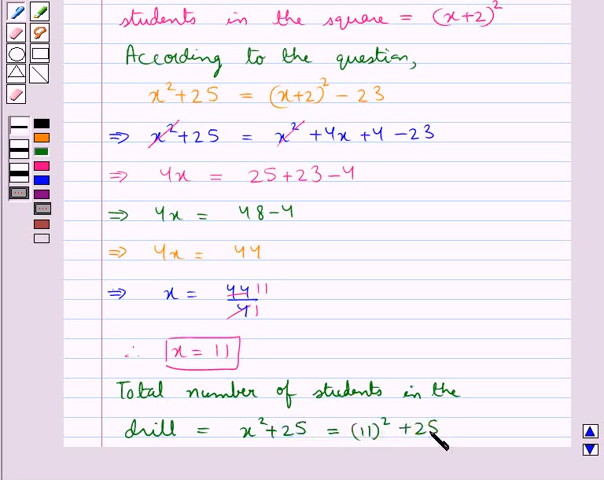 students in the square = (x+2)²
According to the question,
x²+25 = (x+2)² - 23
⇒ x²+25 = x²+4x+4-23
⇒ 4x = 25+23-4
⇒ 4x = 48-4
⇒ 4x = 44
⇒ x = 44/4 11/1
∴ x = 11
Total number of students in the
drill = x²+25 = (11)² +25